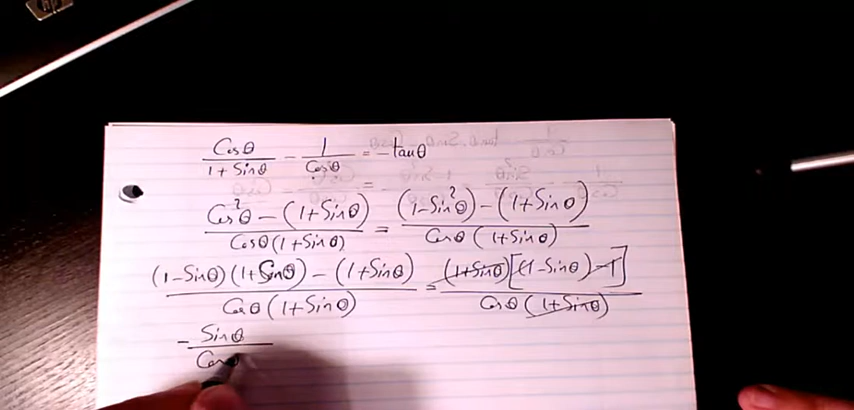 hp
Cosθ / (1 + Sinθ) - 1 / Cosθ = - tanθ
(Cos²θ - (1 + Sinθ)) / (Cosθ (1 + Sinθ)) = ((1 - Sin²θ) - (1 + Sinθ)) / (Cosθ (1 + Sinθ))
((1 - Sinθ)(1 + Sinθ) - (1 + Sinθ)) / (Cosθ (1 + Sinθ)) = ((1 + Sinθ)[(1 - Sinθ) - 1]) / (Cosθ (1 + Sinθ))
- Sinθ / Cosθ